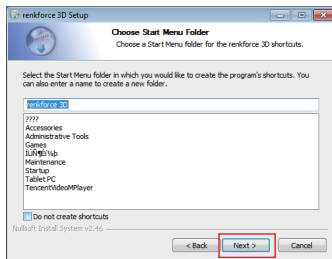 renkforce 3D Setup
Choose Start Menu Folder
Choose a Start Menu folder for the renkforce 3D shortcuts.
Select the Start Menu folder in which you would like to create the program's shortcuts. You
can also enter a name to create a new folder.
renkforce 3D
????
Accessories
Administrative Tools
Games
Maintenance
Startup
Tablet PC
TencentVideoMPlayer
Do not create shortcuts
Nullsoft Install System v2.46
< Back
Next >
Cancel